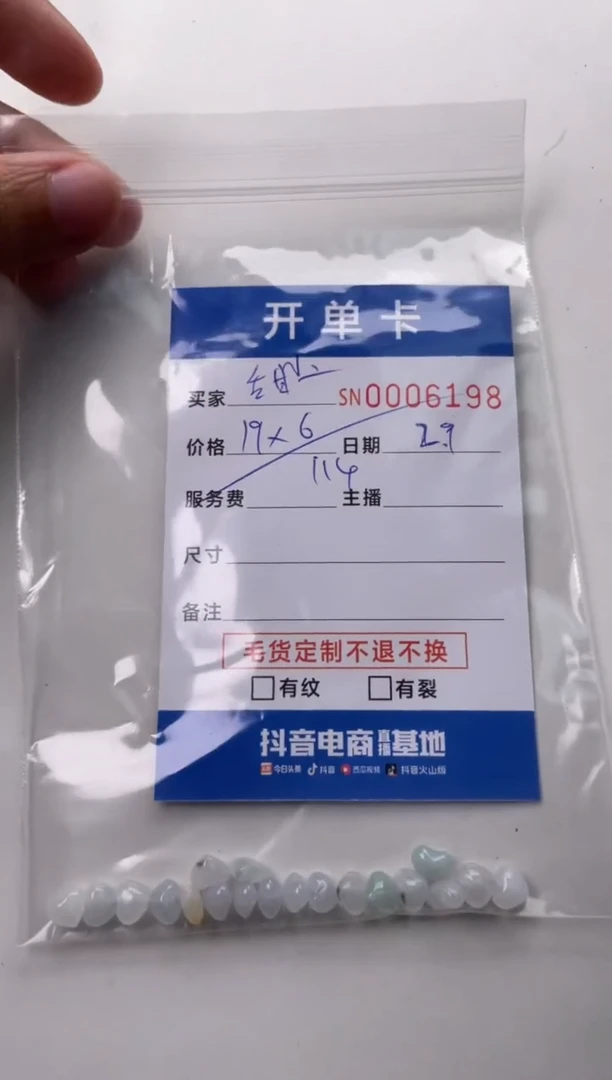 开单卡
买家 SN0006198
价格 19×6 日期 2.9
114
服务费 主播
尺寸
备注
毛货定制不退不换
有纹 有裂
抖音电商直播基地
今日头条 抖音 西瓜视频 抖音火山版